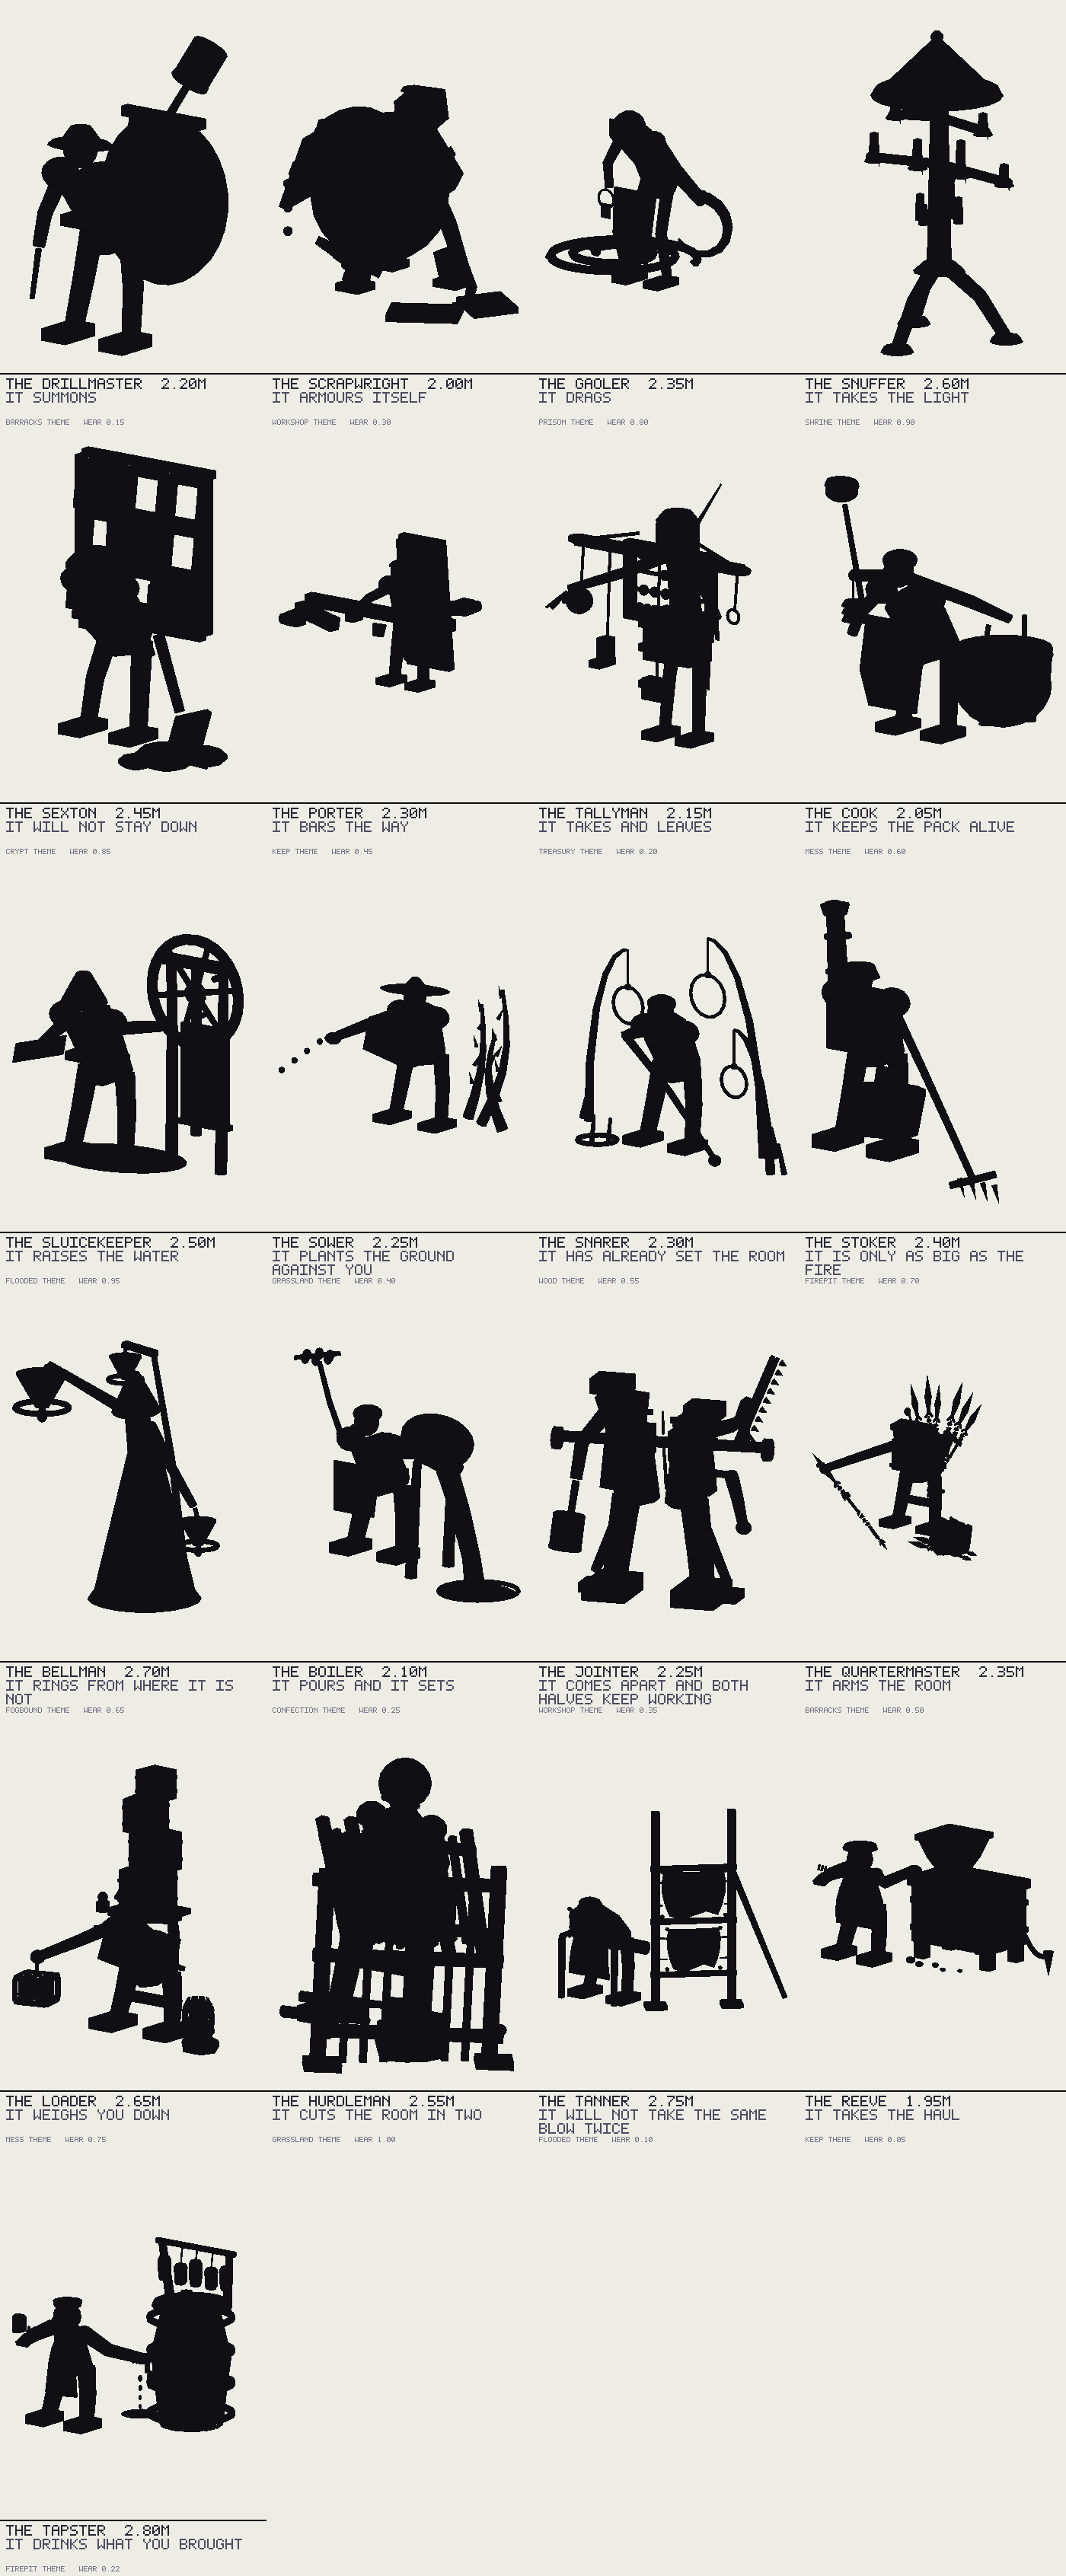 THE DRILLMASTER 2.20M
IT SUMMONS
BARRACKS THEME WEAR 0.15
THE SCRAPWRIGHT 2.00M
IT ARMOURS ITSELF
WORKSHOP THEME WEAR 0.30
THE GAOLER 2.35M
IT DRAGS
PRISON THEME WEAR 0.80
THE SNUFFER 2.60M
IT TAKES THE LIGHT
SHRINE THEME WEAR 0.90
THE SEXTON 2.45M
IT WILL NOT STAY DOWN
CRYPT THEME WEAR 0.85
THE PORTER 2.30M
IT BARS THE WAY
KEEP THEME WEAR 0.45
THE TALLYMAN 2.15M
IT TAKES AND LEAVES
TREASURY THEME WEAR 0.20
THE COOK 2.05M
IT KEEPS THE PACK ALIVE
MESS THEME WEAR 0.60
THE SLUICEKEEPER 2.50M
IT RAISES THE WATER
FLOODED THEME WEAR 0.95
THE SOWER 2.25M
IT PLANTS THE GROUND
AGAINST YOU
GRASSLAND THEME WEAR 0.40
THE SNARER 2.30M
IT HAS ALREADY SET THE ROOM
WOOD THEME WEAR 0.55
THE STOKER 2.40M
IT IS ONLY AS BIG AS THE
FIRE
FIREPIT THEME WEAR 0.70
THE BELLMAN 2.70M
IT RINGS FROM WHERE IT IS
NOT
FOGBOUND THEME WEAR 0.65
THE BOILER 2.10M
IT POURS AND IT SETS
CONFECTION THEME WEAR 0.25
THE JOINTER 2.25M
IT COMES APART AND BOTH
HALVES KEEP WORKING
WORKSHOP THEME WEAR 0.35
THE QUARTERMASTER 2.35M
IT ARMS THE ROOM
BARRACKS THEME WEAR 0.50
THE LOADER 2.65M
IT WEIGHS YOU DOWN
MESS THEME WEAR 0.75
THE HURDLEMAN 2.55M
IT CUTS THE ROOM IN TWO
GRASSLAND THEME WEAR 1.00
THE TANNER 2.75M
IT WILL NOT TAKE THE SAME
BLOW TWICE
FLOODED THEME WEAR 0.10
THE REEVE 1.95M
IT TAKES THE HAUL
KEEP THEME WEAR 0.05
THE TAPSTER 2.80M
IT DRINKS WHAT YOU BROUGHT
FIREPIT THEME WEAR 0.22